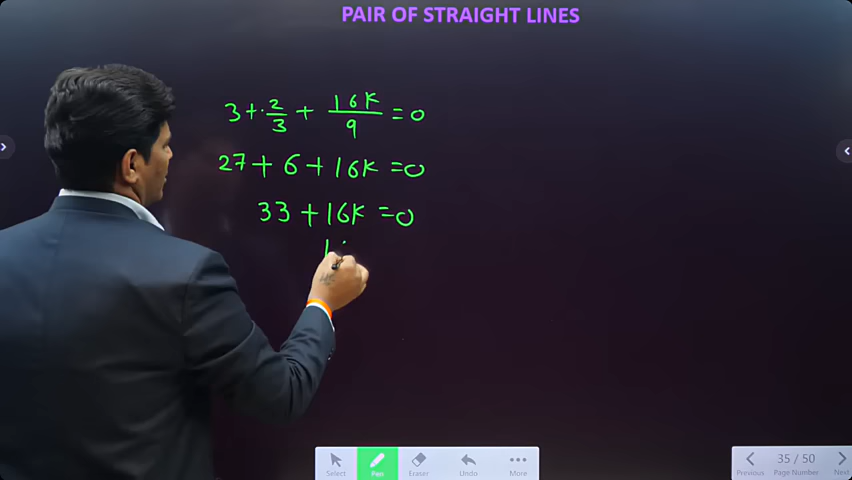 PAIR OF STRAIGHT LINES
3 + 2/3 + 16K/9 = 0
27 + 6 + 16K = 0
33 + 16K = 0
Select Pen Eraser Undo More
35 / 50
Previous Page Number Next